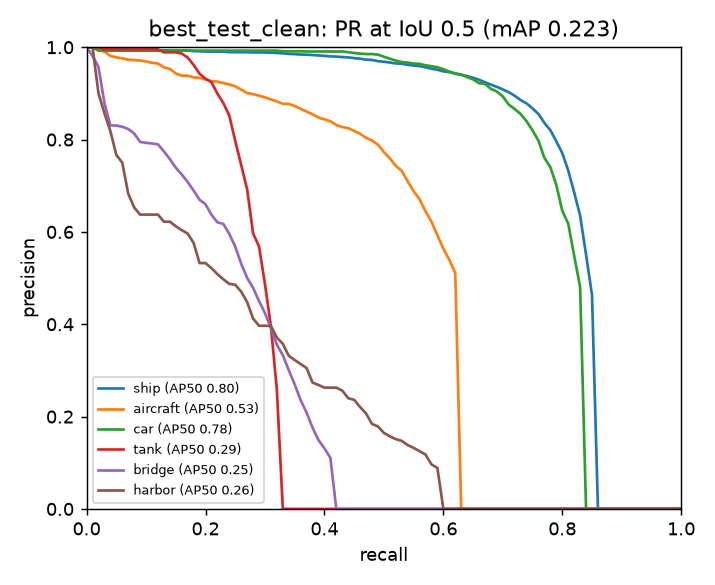 best_test_clean: PR at IoU 0.5 (mAP 0.223)
1.0
0.8
0.6
0.4
0.2
0.0
precision
ship (AP50 0.80)
aircraft (AP50 0.53)
car (AP50 0.78)
tank (AP50 0.29)
bridge (AP50 0.25)
harbor (AP50 0.26)
0.0 0.2 0.4 0.6 0.8 1.0
recall